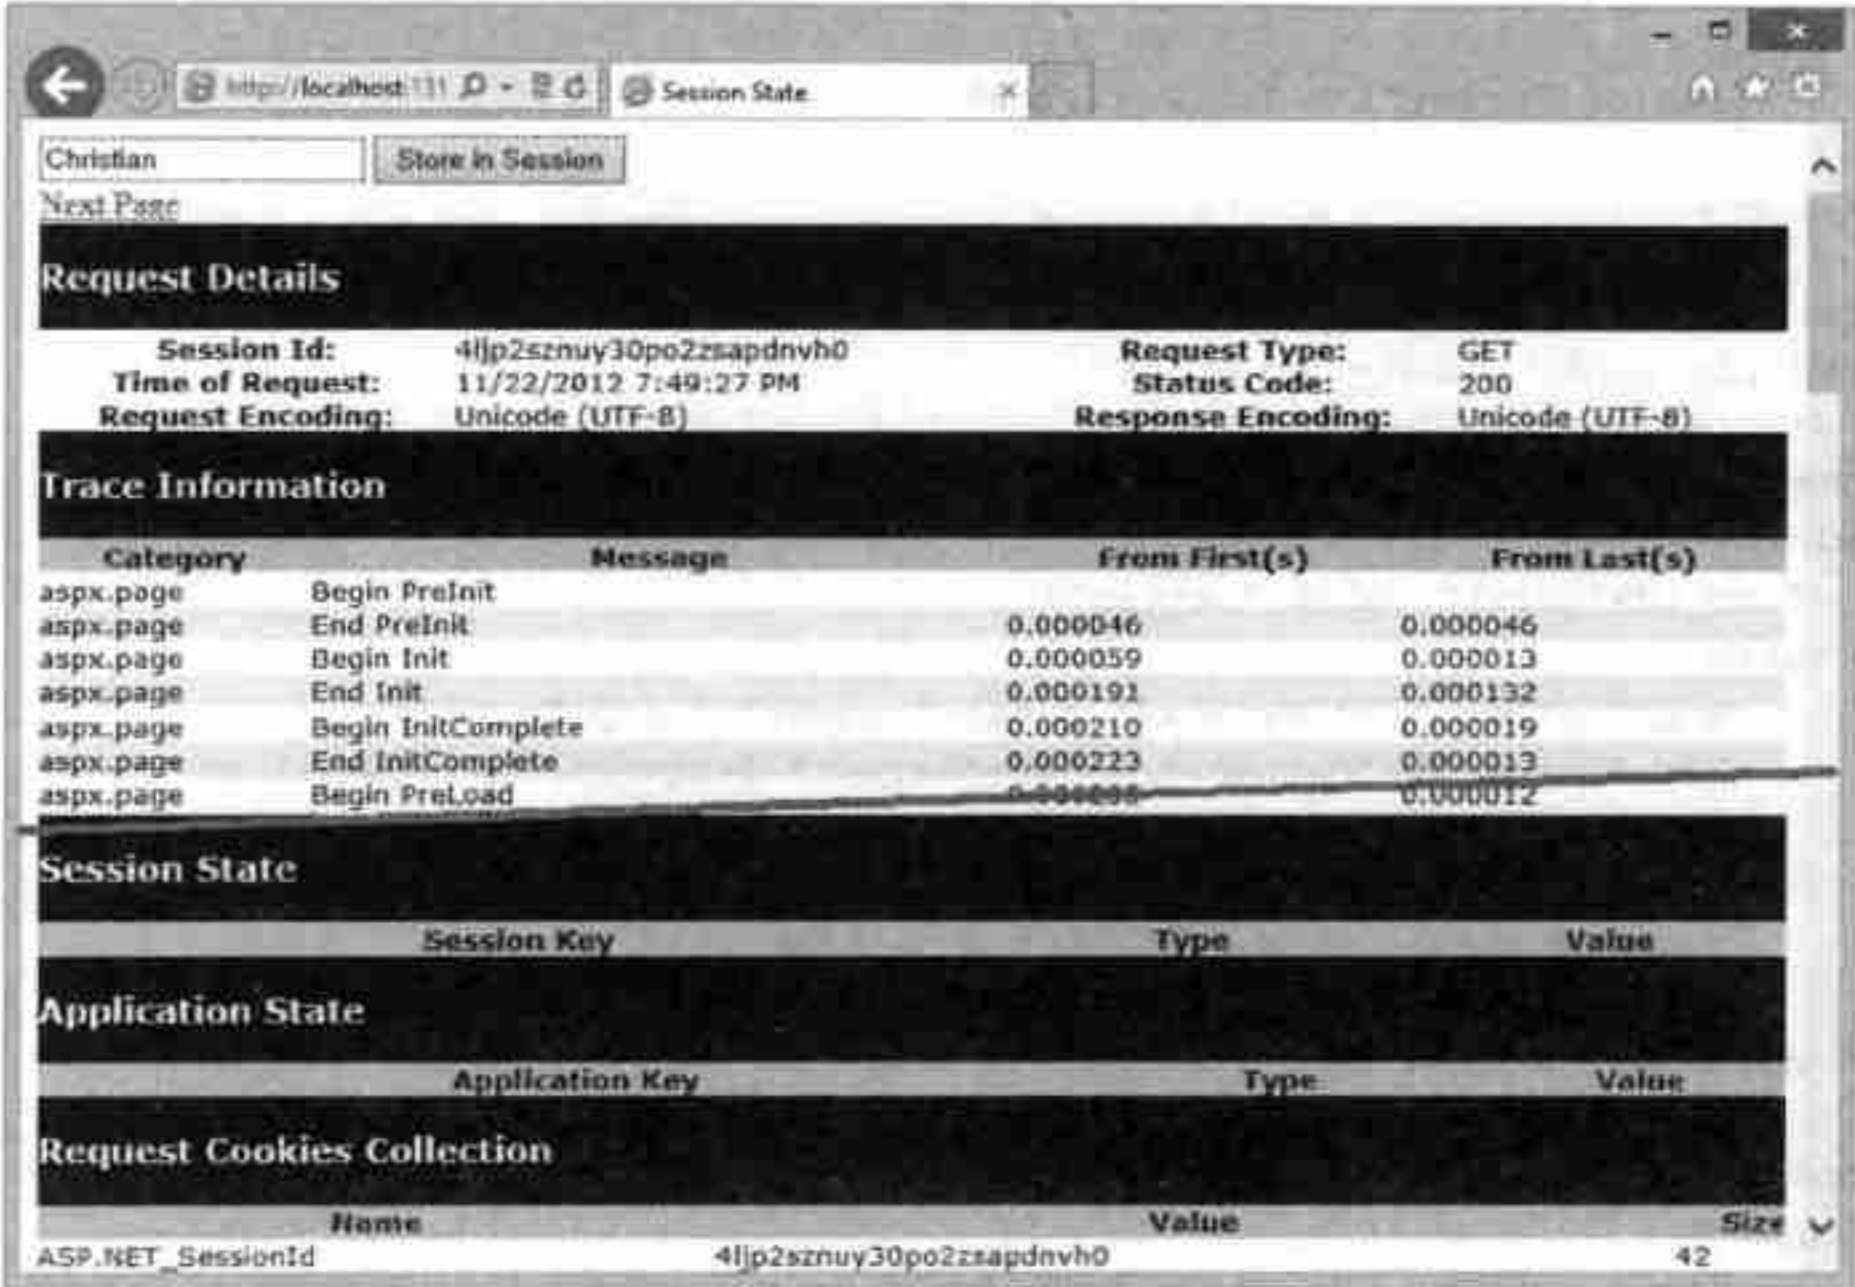 http://localhost:131
Session State
Christian
Store in Session
Next Page
Request Details
Session Id: 4ljp2sznuy30po2zsapdnvh0 Request Type: GET
Time of Request: 11/22/2012 7:49:27 PM Status Code: 200
Request Encoding: Unicode (UTF-8) Response Encoding: Unicode (UTF-8)
Trace Information
Category Message From First(s) From Last(s)
aspx.page Begin PreInit
aspx.page End PreInit 0.000046 0.000046
aspx.page Begin Init 0.000059 0.000013
aspx.page End Init 0.000191 0.000132
aspx.page Begin InitComplete 0.000210 0.000019
aspx.page End InitComplete 0.000223 0.000013
aspx.page Begin PreLoad 0.000012
Session State
Session Key Type Value
Application State
Application Key Type Value
Request Cookies Collection
Name Value Size
ASP.NET_SessionId 4ljp2sznuy30po2zsapdnvh0 42